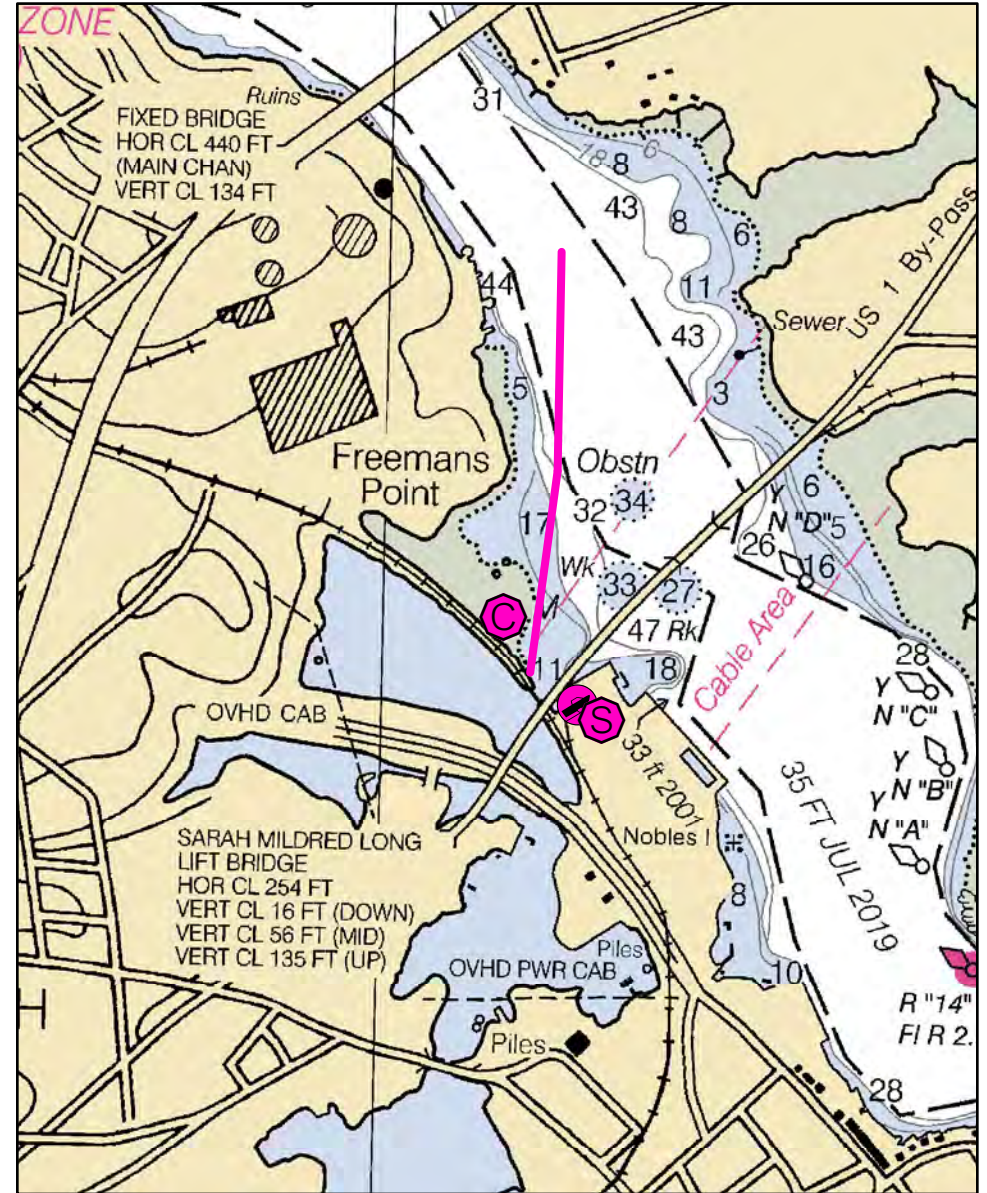 ZONE
Ruins
FIXED BRIDGE
HOR CL 440 FT
(MAIN CHAN)
VERT CL 134 FT
31
18
8
6
43
8
6
11
44
43
Sewer
US 1 By-Pass
3
5
Freemans
Point
Obstn
34
32
17
6
Y
N "D"
5
26
16
Wk
33
27
C
M
47 Rk
11
18
28
Cable Area
Y
N "C"
S
OVHD CAB
33 ft 2001
35 FT JUL 2019
Y
N "B"
Y
N "A"
SARAH MILDRED LONG
LIFT BRIDGE
HOR CL 254 FT
VERT CL 16 FT (DOWN)
VERT CL 56 FT (MID)
VERT CL 135 FT (UP)
Nobles I
8
Piles
OVHD PWR CAB
10
R "14"
Fl R 2.
8
Piles
28